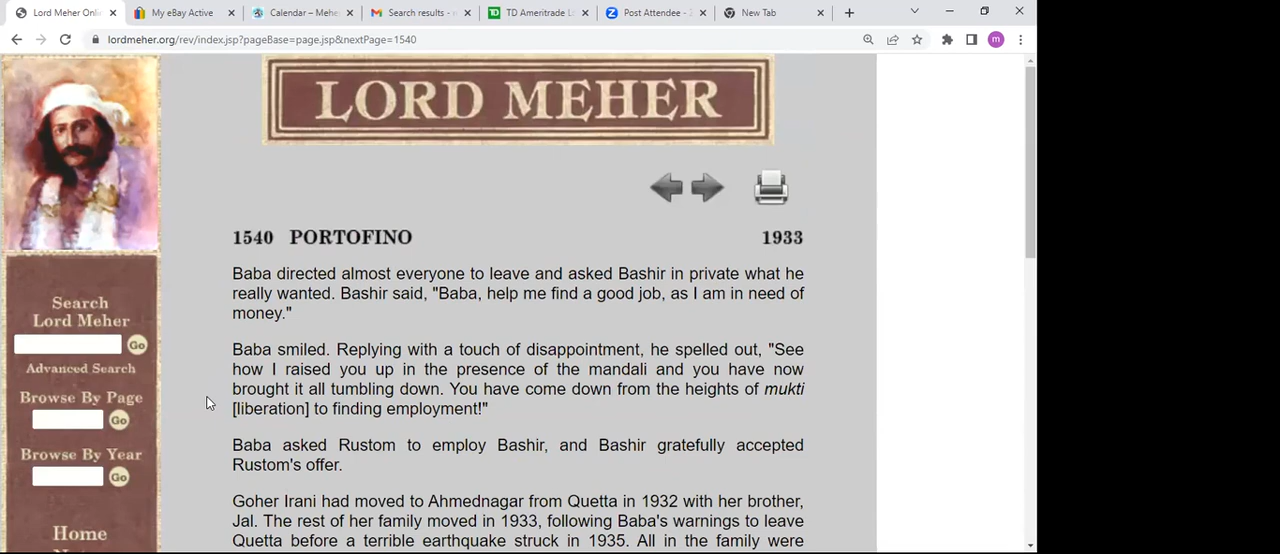 Lord Meher Onli
My eBay Active
Calendar – Mehe
Search results -
TD Ameritrade Lo
Post Attendee - Z
New Tab
lordmeher.org/rev/index.jsp?pageBase=page.jsp&nextPage=1540
m
LORD MEHER
1540 PORTOFINO 1933
Baba directed almost everyone to leave and asked Bashir in private what he
really wanted. Bashir said, "Baba, help me find a good job, as I am in need of
money."
Baba smiled. Replying with a touch of disappointment, he spelled out, "See
how I raised you up in the presence of the mandali and you have now
brought it all tumbling down. You have come down from the heights of mukti
[liberation] to finding employment!"
Baba asked Rustom to employ Bashir, and Bashir gratefully accepted
Rustom's offer.
Goher Irani had moved to Ahmednagar from Quetta in 1932 with her brother,
Jal. The rest of her family moved in 1933, following Baba's warnings to leave
Quetta before a terrible earthquake struck in 1935. All in the family were
Search
Lord Meher
Go
Advanced Search
Browse By Page
Go
Browse By Year
Go
Home